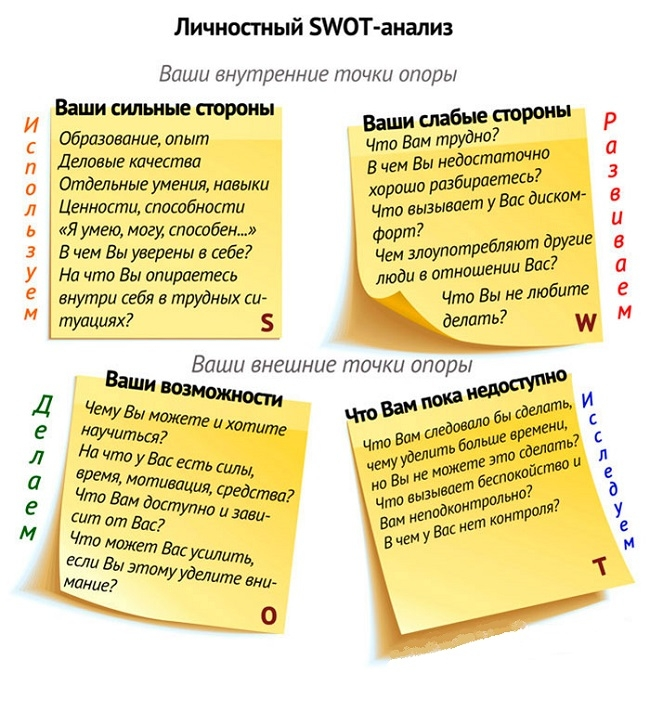 Личностный SWOT-анализ
Ваши внутренние точки опоры
Используем
Ваши сильные стороны
Образование, опыт
Деловые качества
Отдельные умения, навыки
Ценности, способности
«Я умею, могу, способен...»
В чем Вы уверены в себе?
На что Вы опираетесь
внутри себя в трудных си-
туациях?
S
Ваши слабые стороны
Что Вам трудно?
В чем Вы недостаточно
хорошо разбираетесь?
Что вызывает у Вас диском-
форт?
Чем злоупотребляют другие
люди в отношении Вас?
Что Вы не любите
делать?
W
Развиваем
Ваши внешние точки опоры
Делаем
Ваши возможности
Чему Вы можете и хотите
научиться?
На что у Вас есть силы,
время, мотивация, средства?
Что Вам доступно и зави-
сит от Вас?
Что может Вас усилить,
если Вы этому уделите вни-
мание?
O
Что Вам пока недоступно
Что Вам следовало бы сделать,
чему уделить больше времени,
но Вы не можете это сделать?
Что вызывает беспокойство и
Вам неподконтрольно?
В чем у Вас нет контроля?
T
Исследуем